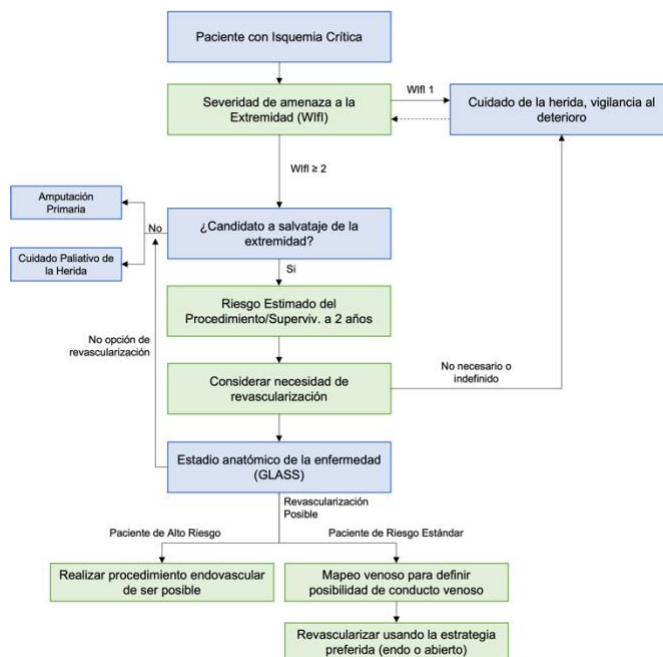 Paciente con Isquemia Crítica
Severidad de amenaza a la
Extremidad (WIfI)
WIfI 1
Cuidado de la herida, vigilancia al
deterioro
WIfI ≥ 2
Amputación
Primaria
No
¿Candidato a salvataje de la
extremidad?
Cuidado Paliativo de
la Herida
Si
Riesgo Estimado del
Procedimiento/Superviv. a 2 años
No opción de
revascularización
Considerar necesidad de
revascularización
No necesario o
indefinido
Estadio anatómico de la enfermedad
(GLASS)
Revascularización
Posible
Paciente de Alto Riesgo
Paciente de Riesgo Estándar
Realizar procedimiento endovascular
de ser posible
Mapeo venoso para definir
posibilidad de conducto venoso
Revascularizar usando la estrategia
preferida (endo o abierto)